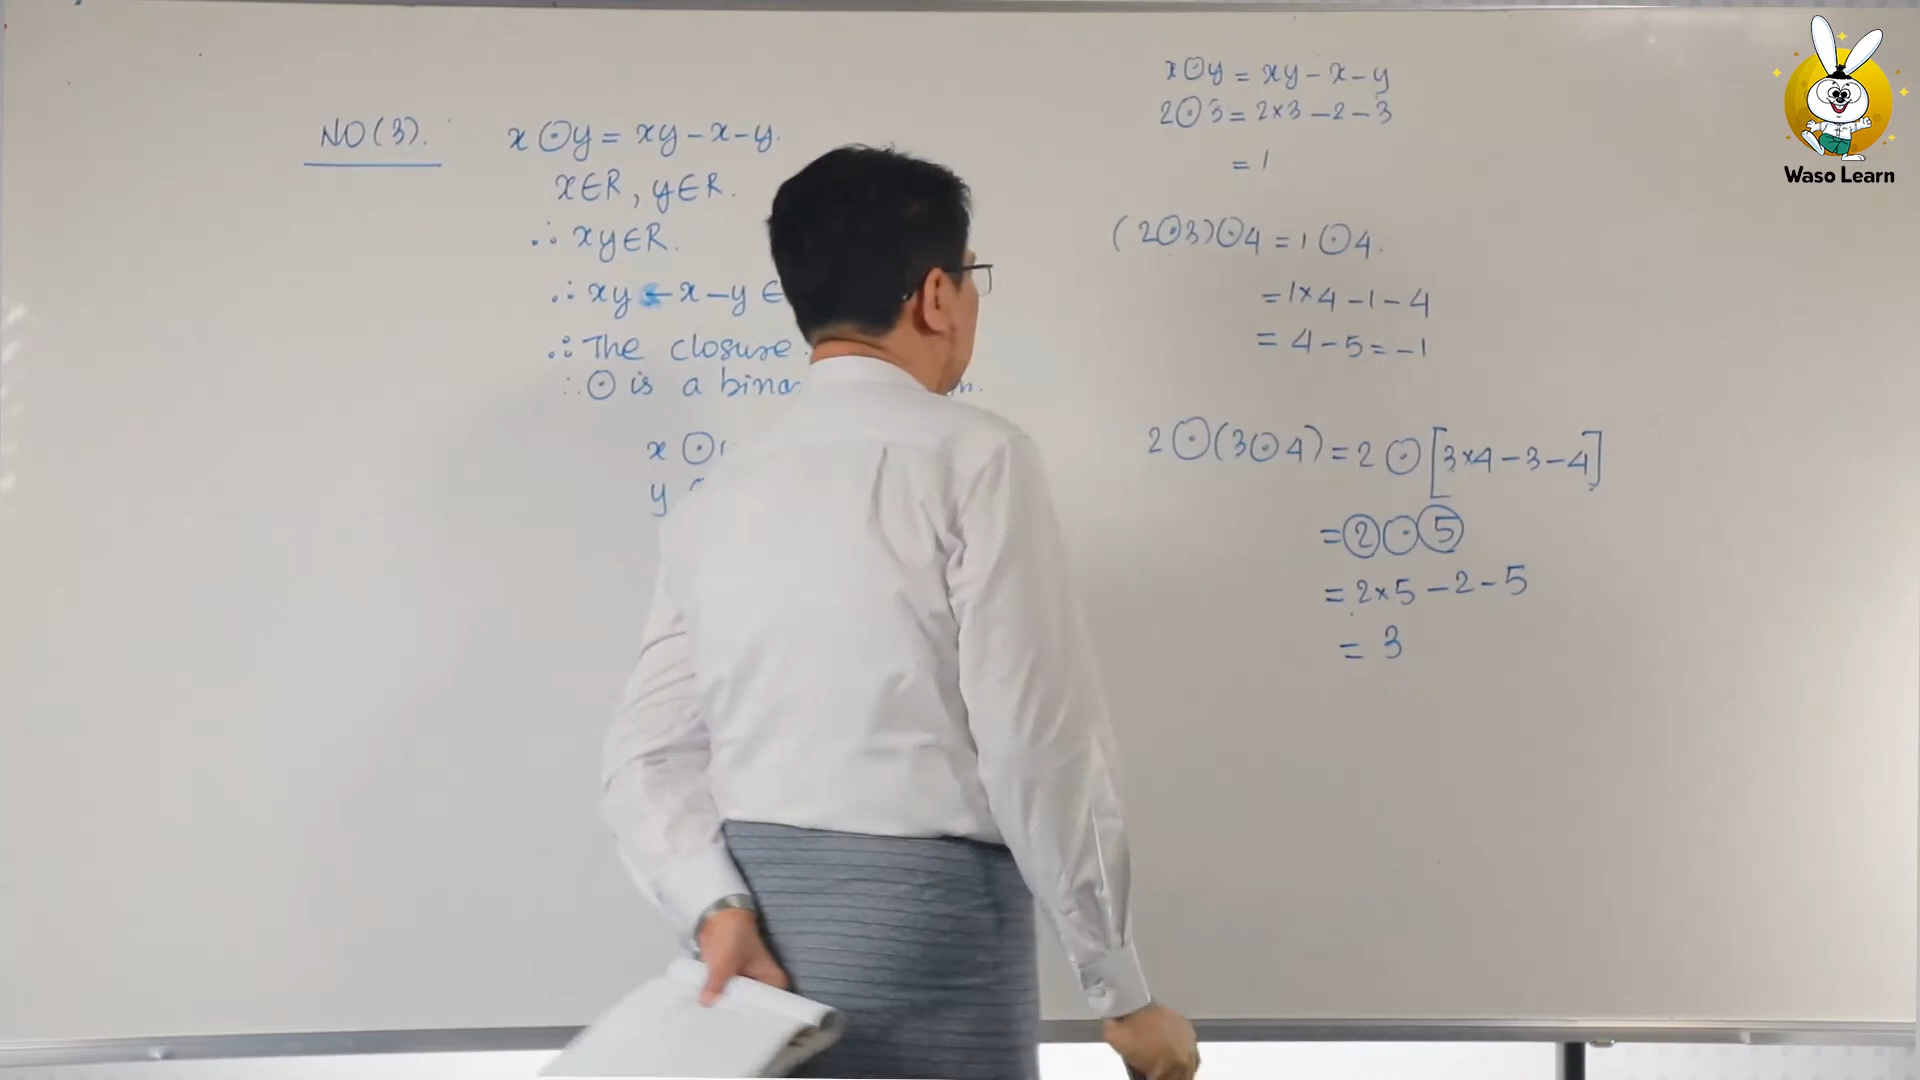 NO(3). x⊙y = xy-x-y.
x∈R, y∈R.
∴ xy∈R.
∴ xy-x-y ∈
∴ The closure
∴ ⊙ is a
x⊙
y
x⊙y = xy-x-y
2⊙3 = 2×3-2-3
= 1
(2⊙3)⊙4 = 1⊙4.
= 1×4-1-4
= 4-5 = -1
2⊙(3⊙4) = 2⊙[3×4-3-4]
= 2⊙5
= 2×5-2-5
= 3
Waso Learn